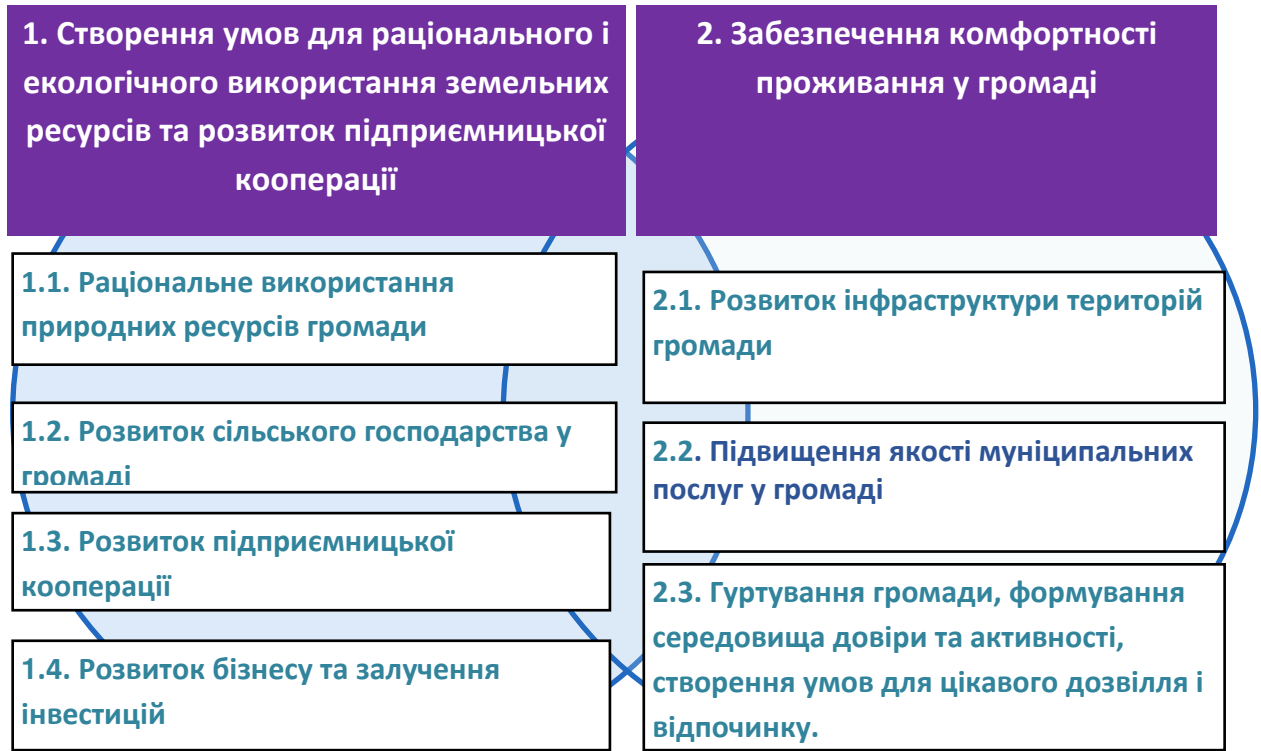 1. Створення умов для раціонального і
екологічного використання земельних
ресурсів та розвиток підприємницької
кооперації
1.1. Раціональне використання
природних ресурсів громади
1.2. Розвиток сільського господарства у
громаді
1.3. Розвиток підприємницької
кооперації
1.4. Розвиток бізнесу та залучення
інвестицій
2. Забезпечення комфортності
проживання у громаді
2.1. Розвиток інфраструктури територій
громади
2.2. Підвищення якості муніципальних
послуг у громаді
2.3. Гуртування громади, формування
середовища довіри та активності,
створення умов для цікавого дозвілля і
відпочинку.